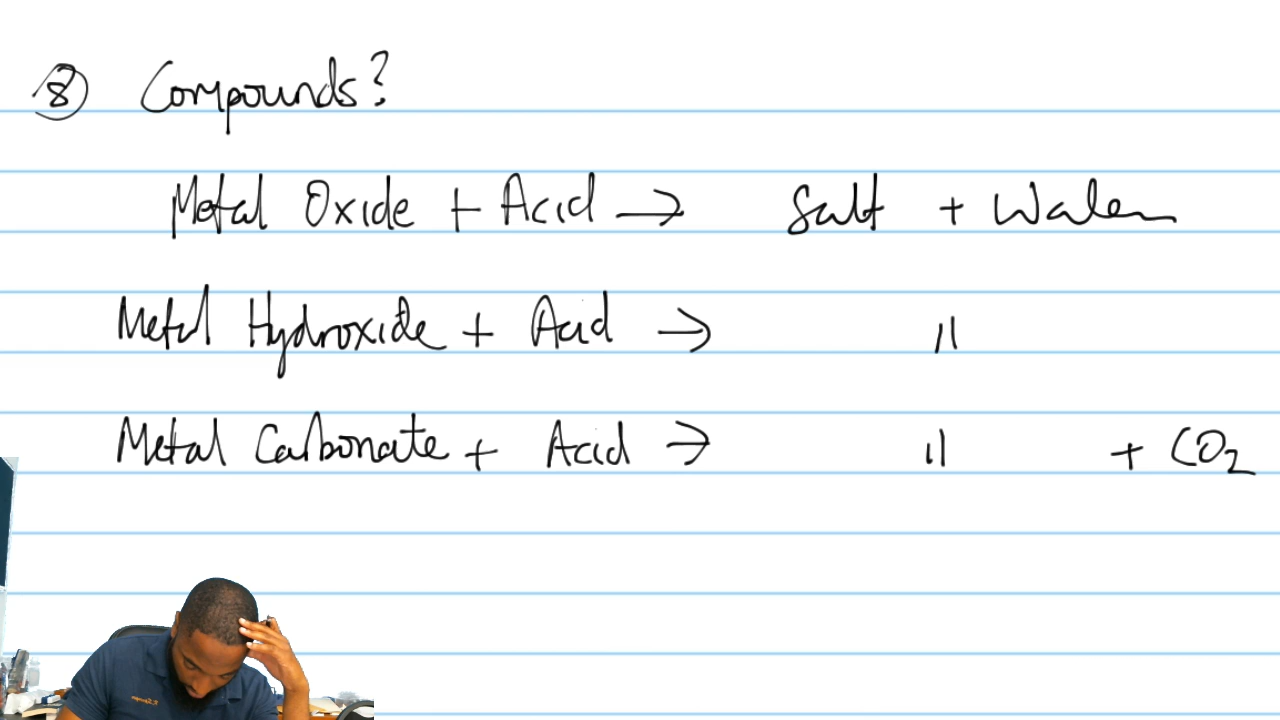 ⑧ Compounds?
Metal Oxide + Acid → Salt + Water
Metal Hydroxide + Acid → 〃
Metal Carbonate + Acid → 〃 + CO₂